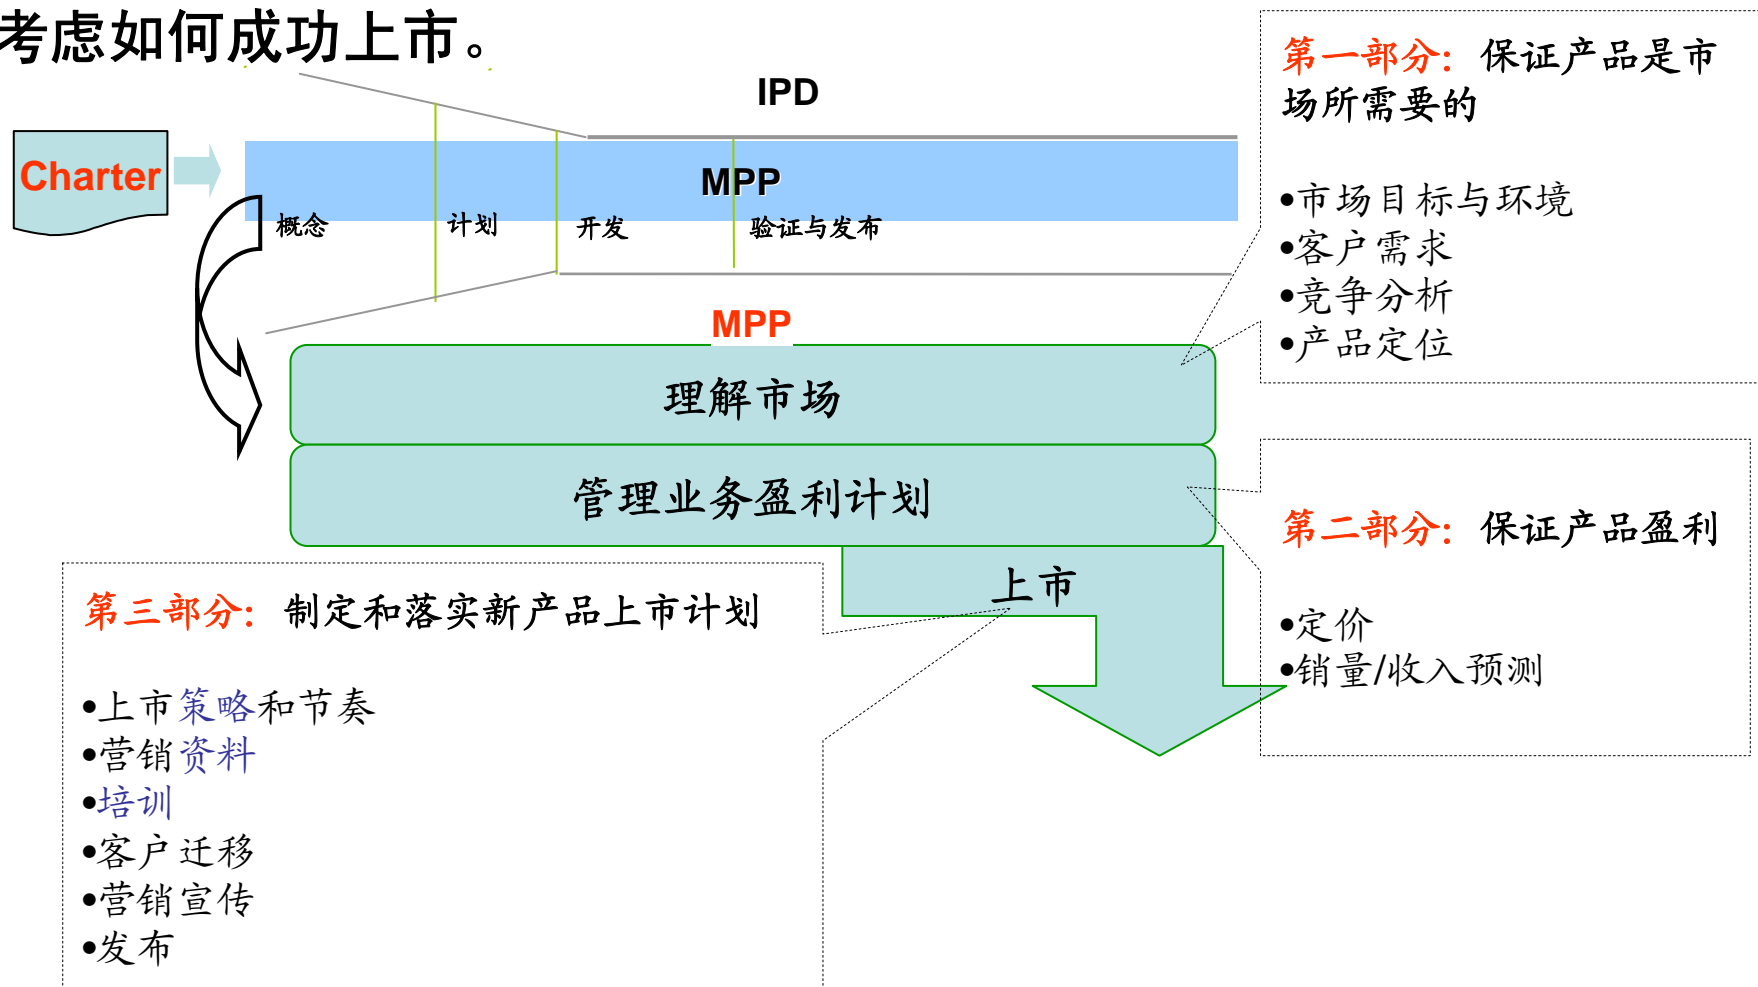 考虑如何成功上市。
IPD
Charter
MPP
概念
计划
开发
验证与发布
MPP
理解市场
管理业务盈利计划
上市
第一部分：保证产品是市
场所需要的
•市场目标与环境
•客户需求
•竞争分析
•产品定位
第二部分：保证产品盈利
•定价
•销量/收入预测
第三部分：制定和落实新产品上市计划
•上市策略和节奏
•营销资料
•培训
•客户迁移
•营销宣传
•发布